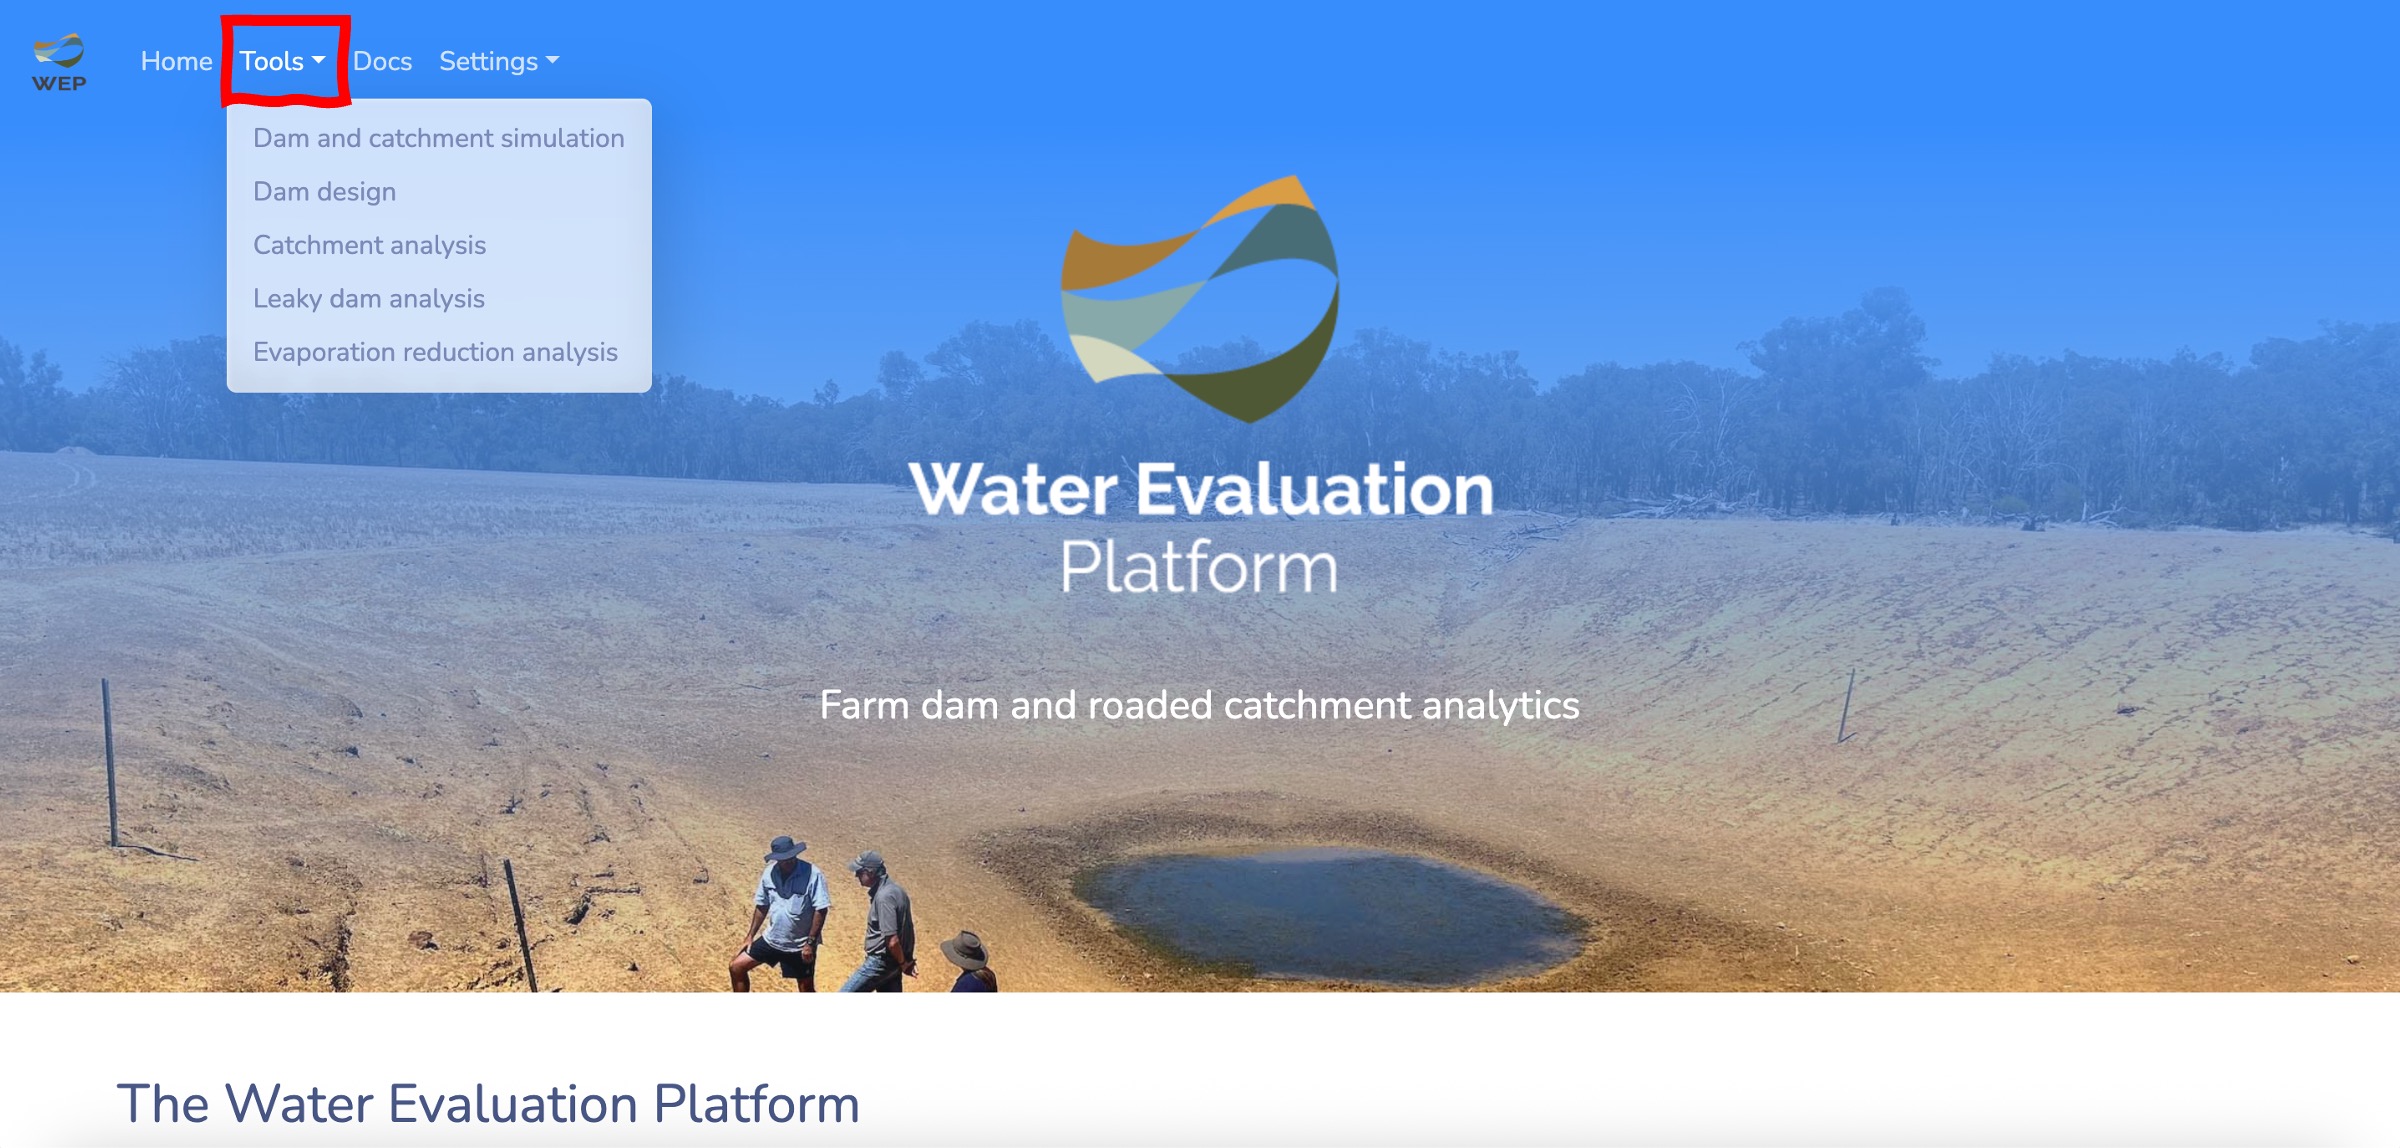 WEP
Home Tools Docs Settings
Dam and catchment simulation
Dam design
Catchment analysis
Leaky dam analysis
Evaporation reduction analysis
Water Evaluation
Platform
Farm dam and roaded catchment analytics
The Water Evaluation Platform